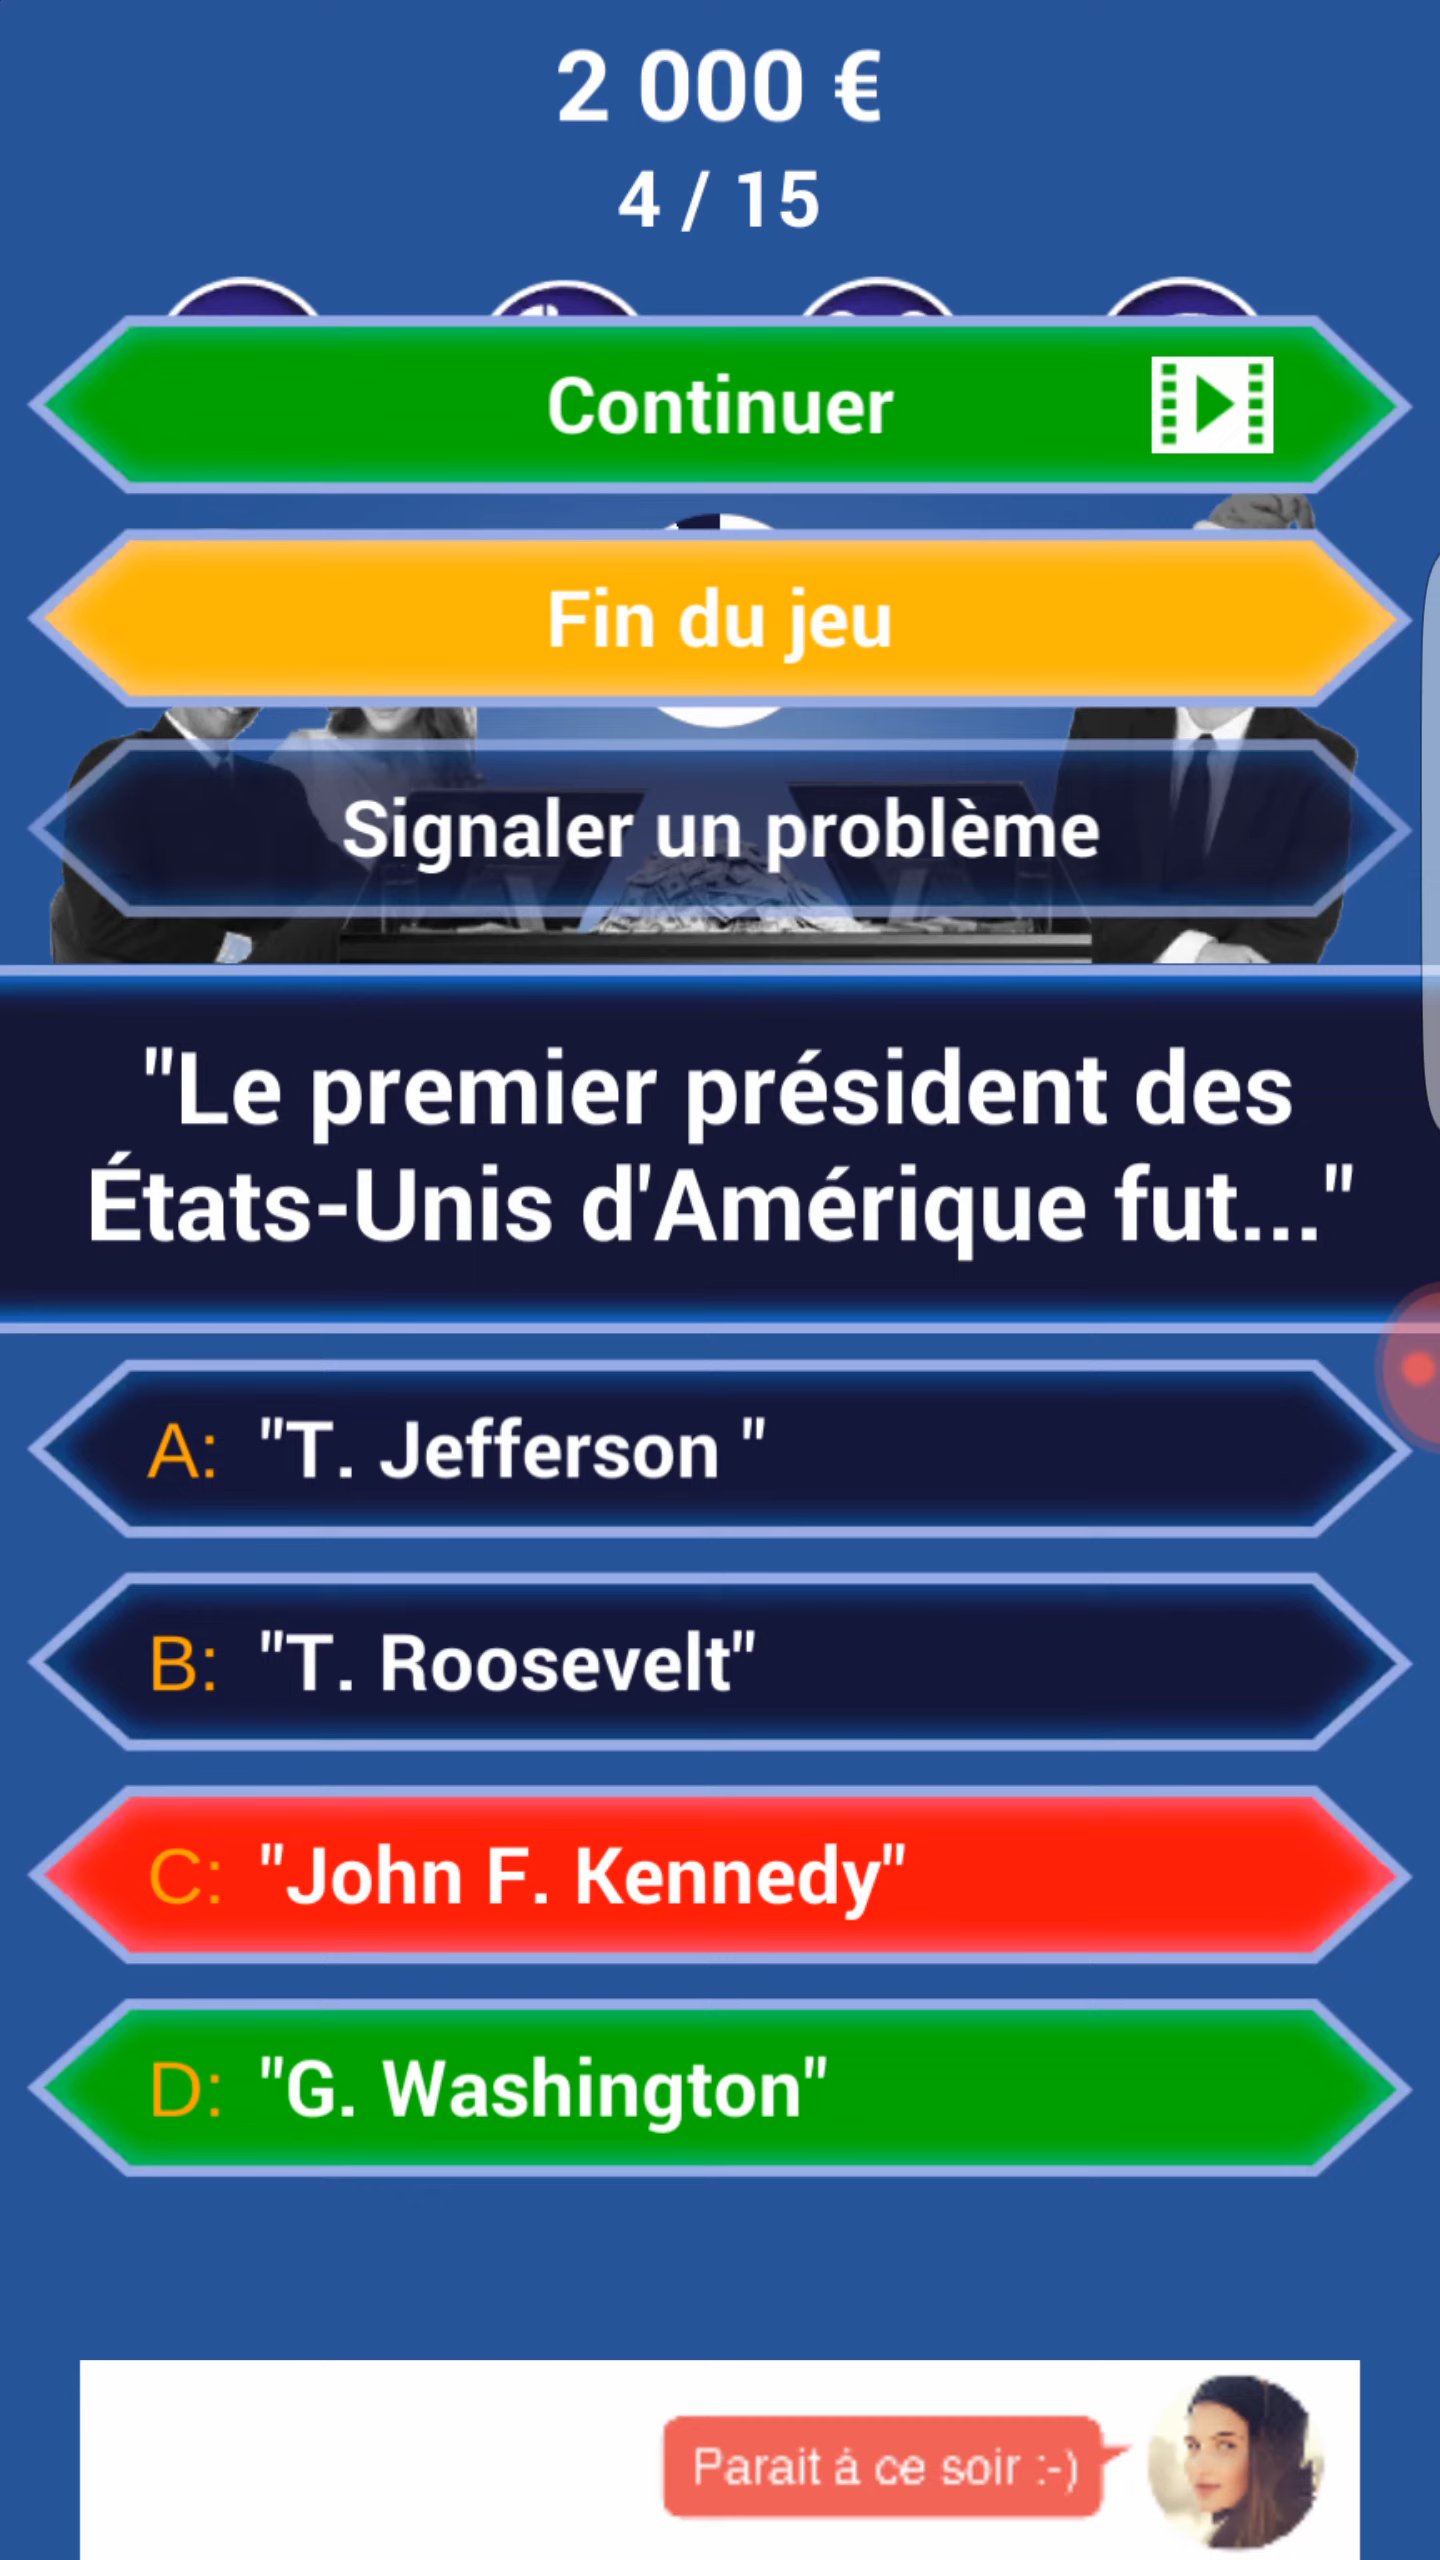 2 000 €
4 / 15
Continuer
Fin du jeu
Signaler un problème
"Le premier président des
États-Unis d'Amérique fut..."
A: "T. Jefferson "
B: "T. Roosevelt"
C: "John F. Kennedy"
D: "G. Washington"
Parait á ce soir :-)